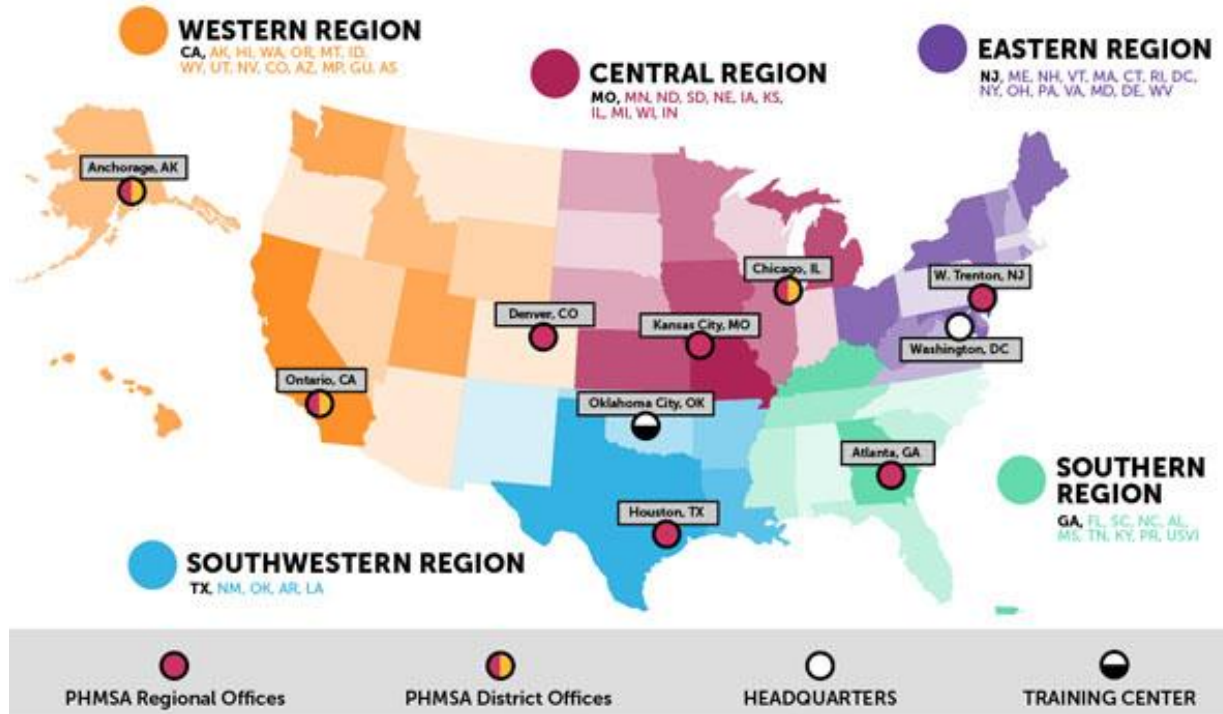 WESTERN REGION
CA, AK, HI, WA, OR, MT, ID,
WY, UT, NV, CO, AZ, MP, GU, AS
CENTRAL REGION
MO, MN, ND, SD, NE, IA, KS,
IL, MI, WI, IN
EASTERN REGION
NJ, ME, NH, VT, MA, CT, RI, DC,
NY, OH, PA, VA, MD, DE, WV
Anchorage, AK
Chicago, IL
W. Trenton, NJ
Denver, CO
Kansas City, MO
Washington, DC
Ontario, CA
Oklahoma City, OK
Atlanta, GA
Houston, TX
SOUTHERN
REGION
GA, FL, SC, NC, AL,
MS, TN, KY, PR, USVI
SOUTHWESTERN REGION
TX, NM, OK, AR, LA
PHMSA Regional Offices
PHMSA District Offices
HEADQUARTERS
TRAINING CENTER